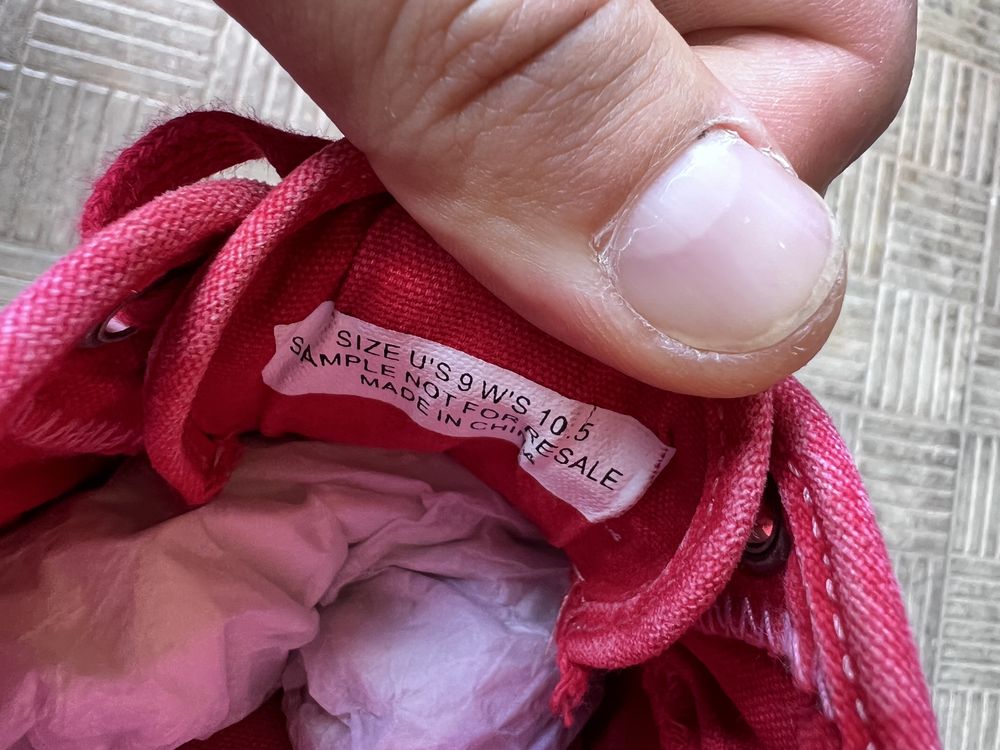 SIZE U'S 9 W'S 10.5
SAMPLE NOT FOR RESALE
MADE IN CHINA